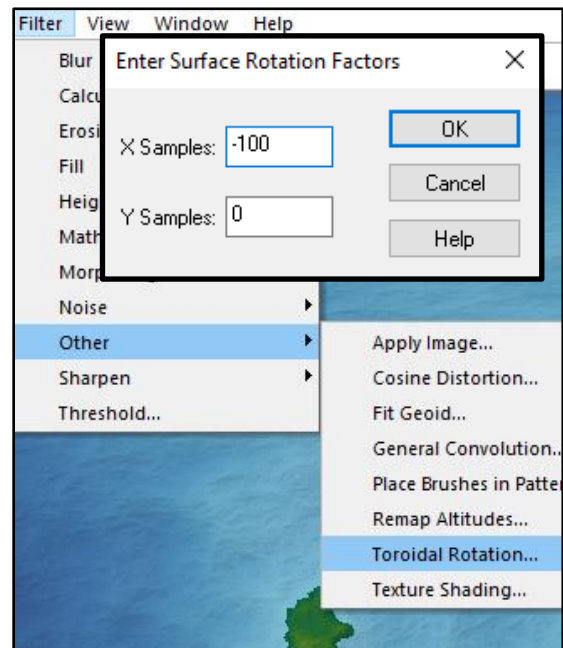 Filter View Window Help
Blur
Enter Surface Rotation Factors
X Samples: -100
Y Samples: 0
OK
Cancel
Help
Fill
Math
Noise
Other
Sharpen
Threshold...
Apply Image...
Cosine Distortion...
Fit Geoid...
General Convolution..
Place Brushes in
Remap Altitudes...
Toroidal Rotation...
Texture Shading...